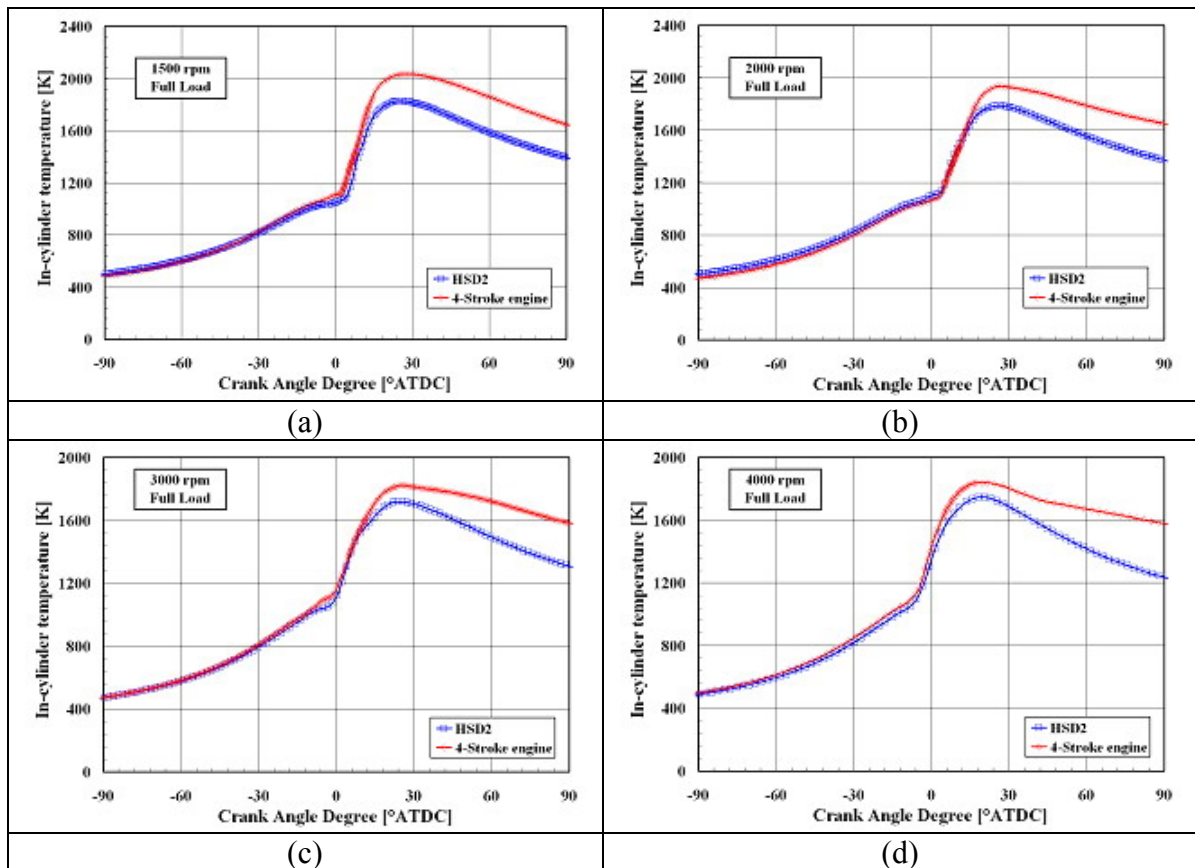 2400
2000
1600
1200
800
400
0
In-cylinder temperature [K]
1500 rpm
Full Load
HSD2
4-Stroke engine
-90 -60 -30 0 30 60 90
Crank Angle Degree [°ATDC]
(a)
2400
2000
1600
1200
800
400
0
In-cylinder temperature [K]
2000 rpm
Full Load
HSD2
4-Stroke engine
-90 -60 -30 0 30 60 90
Crank Angle Degree [°ATDC]
(b)
2000
1600
1200
800
400
0
In-cylinder temperature [K]
3000 rpm
Full Load
HSD2
4-Stroke engine
-90 -60 -30 0 30 60 90
Crank Angle Degree [°ATDC]
(c)
2000
1600
1200
800
400
0
In-cylinder temperature [K]
4000 rpm
Full Load
HSD2
4-Stroke engine
-90 -60 -30 0 30 60 90
Crank Angle Degree [°ATDC]
(d)